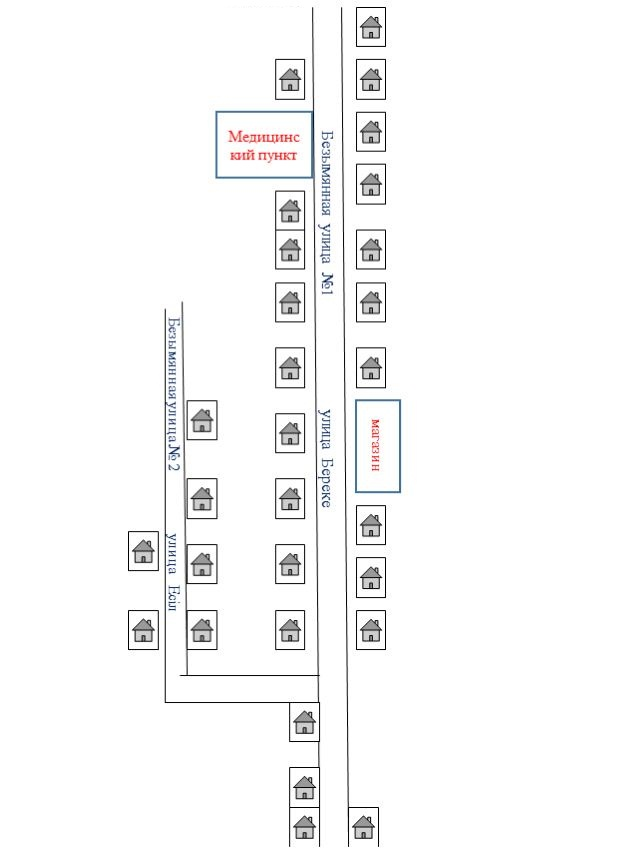 Медицинс
кий пункт
Безымянная улица №1
Безымянная улица № 2
улица Береке
магазин
улица Есіл